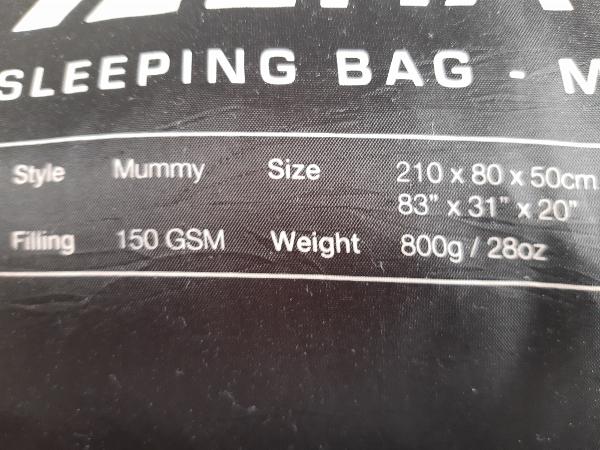 SLEEPING BAG - M
Style Mummy Size 210 x 80 x 50cm
83" x 31" x 20"
Filling 150 GSM Weight 800g / 28oz